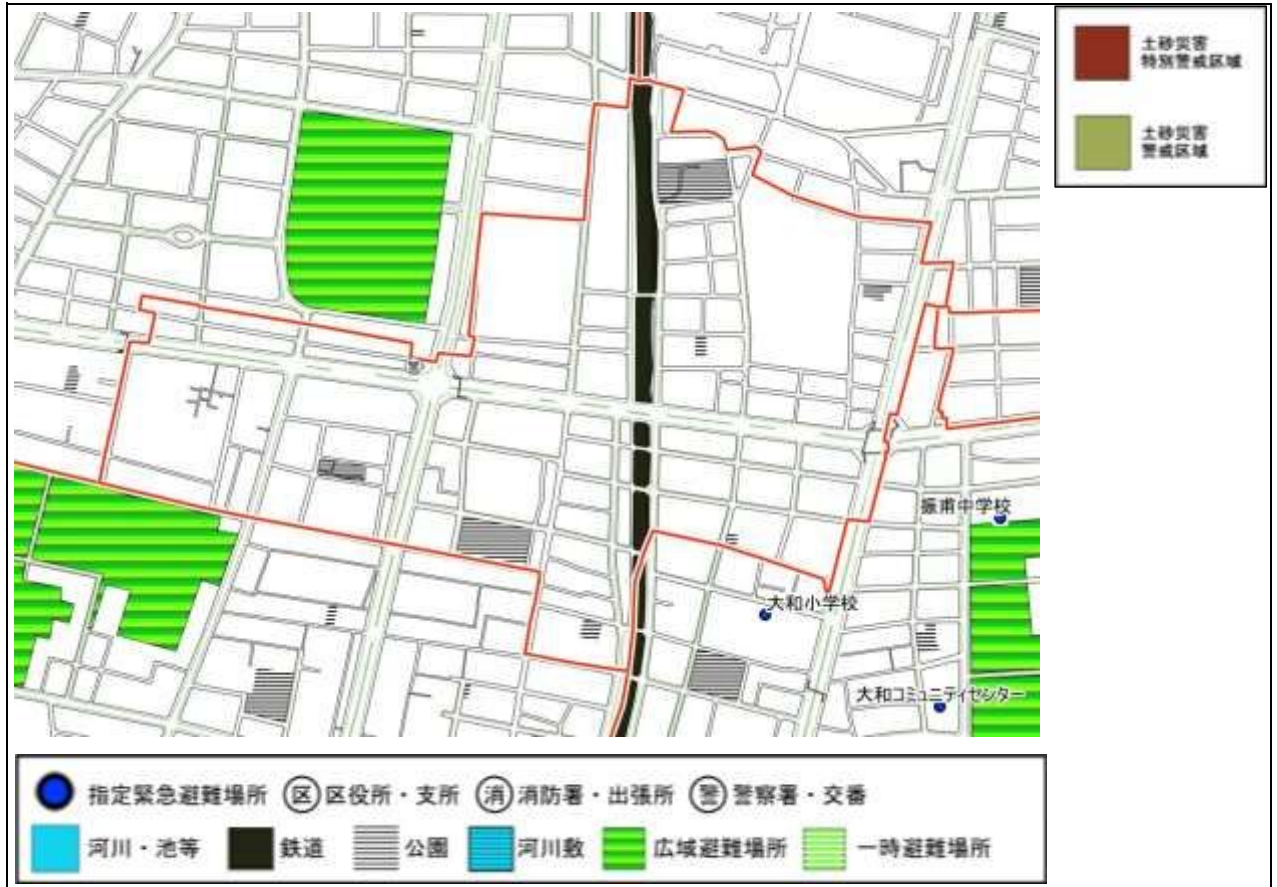 土砂災害
特別警戒区域
土砂災害
警戒区域
振甫中学校
大和小学校
大和コミュニティセンター
指定緊急避難場所 区 区役所・支所 消 消防署・出張所 警 警察署・交番
河川・池等 鉄道 公園 河川敷 広域避難場所 一時避難場所